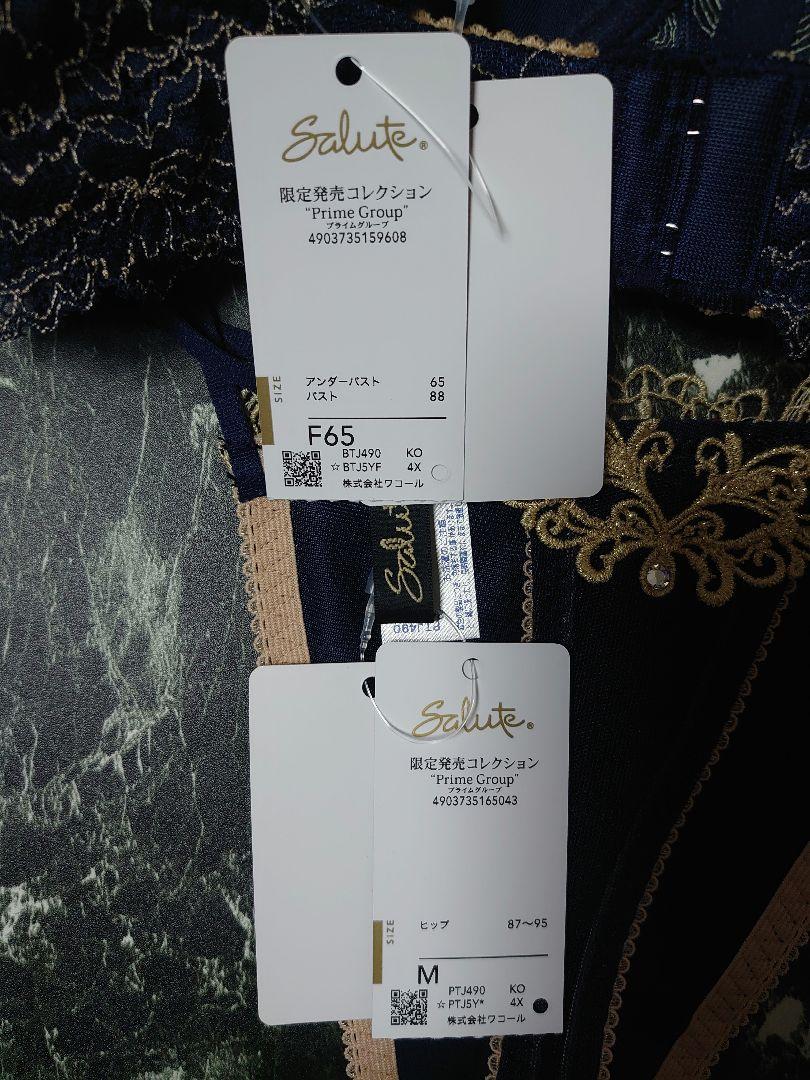 Salute®
限定発売コレクション
"Prime Group"
プライムグループ
4903735159608
SIZE
アンダーバスト 65
バスト 88
F65
BTJ490 KO
☆BTJ5YF 4X
株式会社ワコール
Salute
PTJ490
Salute®
限定発売コレクション
"Prime Group"
プライムグループ
4903735165043
SIZE
ヒップ 87～95
M
PTJ490 KO
☆PTJ5Y* 4X
株式会社ワコール